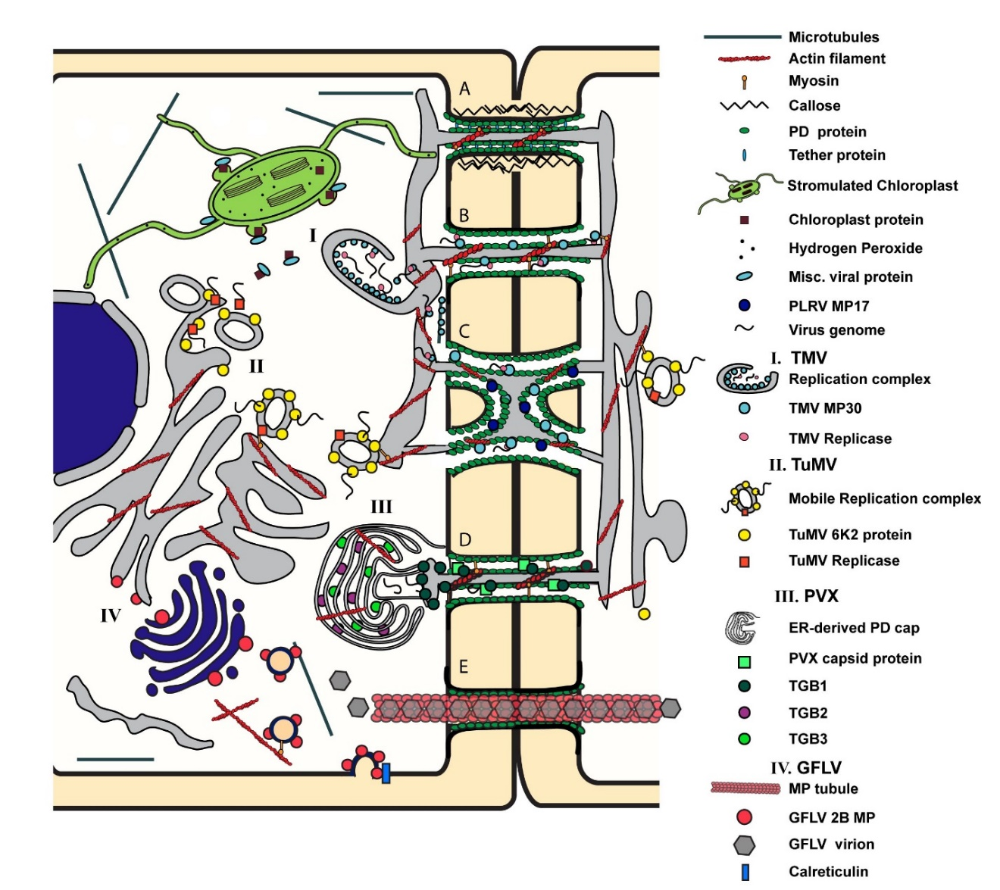 A
B
C
D
E
I
II
III
IV
Microtubules
Actin filament
Myosin
Callose
PD protein
Tether protein
Stromulated Chloroplast
Chloroplast protein
Hydrogen Peroxide
Misc. viral protein
PLRV MP17
Virus genome
I. TMV
Replication complex
TMV MP30
TMV Replicase
II. TuMV
Mobile Replication complex
TuMV 6K2 protein
TuMV Replicase
III. PVX
ER-derived PD cap
PVX capsid protein
TGB1
TGB2
TGB3
IV. GFLV
MP tubule
GFLV 2B MP
GFLV virion
Calreticulin